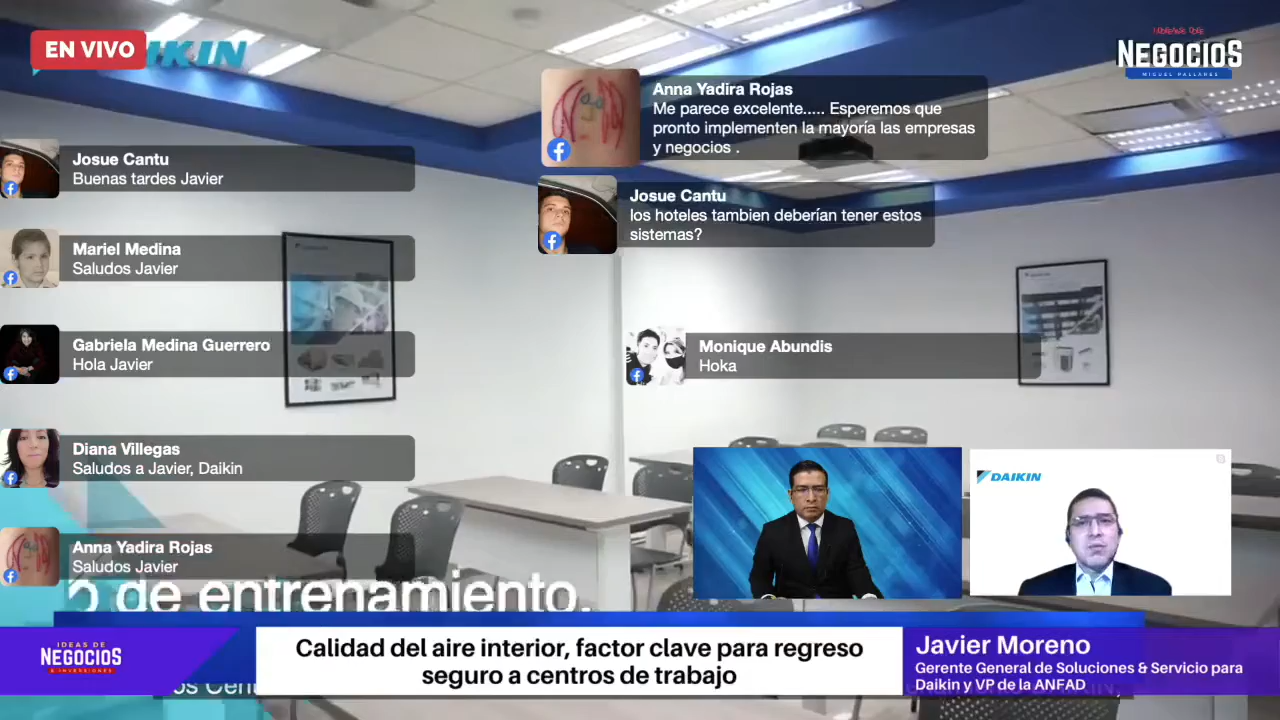 EN VIVO
AIKIN
IDEAS DE
NEGOCIOS
MIGUEL PALLARES
Anna Yadira Rojas
Me parece excelente..... Esperemos que
pronto implementen la mayoría las empresas
y negocios .
Josue Cantu
Buenas tardes Javier
Josue Cantu
los hoteles tambien deberían tener estos
sistemas?
Mariel Medina
Saludos Javier
Gabriela Medina Guerrero
Hola Javier
Monique Abundis
Hoka
Diana Villegas
Saludos a Javier, Daikin
DAIKIN
Anna Yadira Rojas
Saludos Javier
de entrenamiento.
IDEAS DE
NEGOCIOS
& INVERSIONES
Calidad del aire interior, factor clave para regreso
seguro a centros de trabajo
Javier Moreno
Gerente General de Soluciones & Servicio para
Daikin y VP de la ANFAD